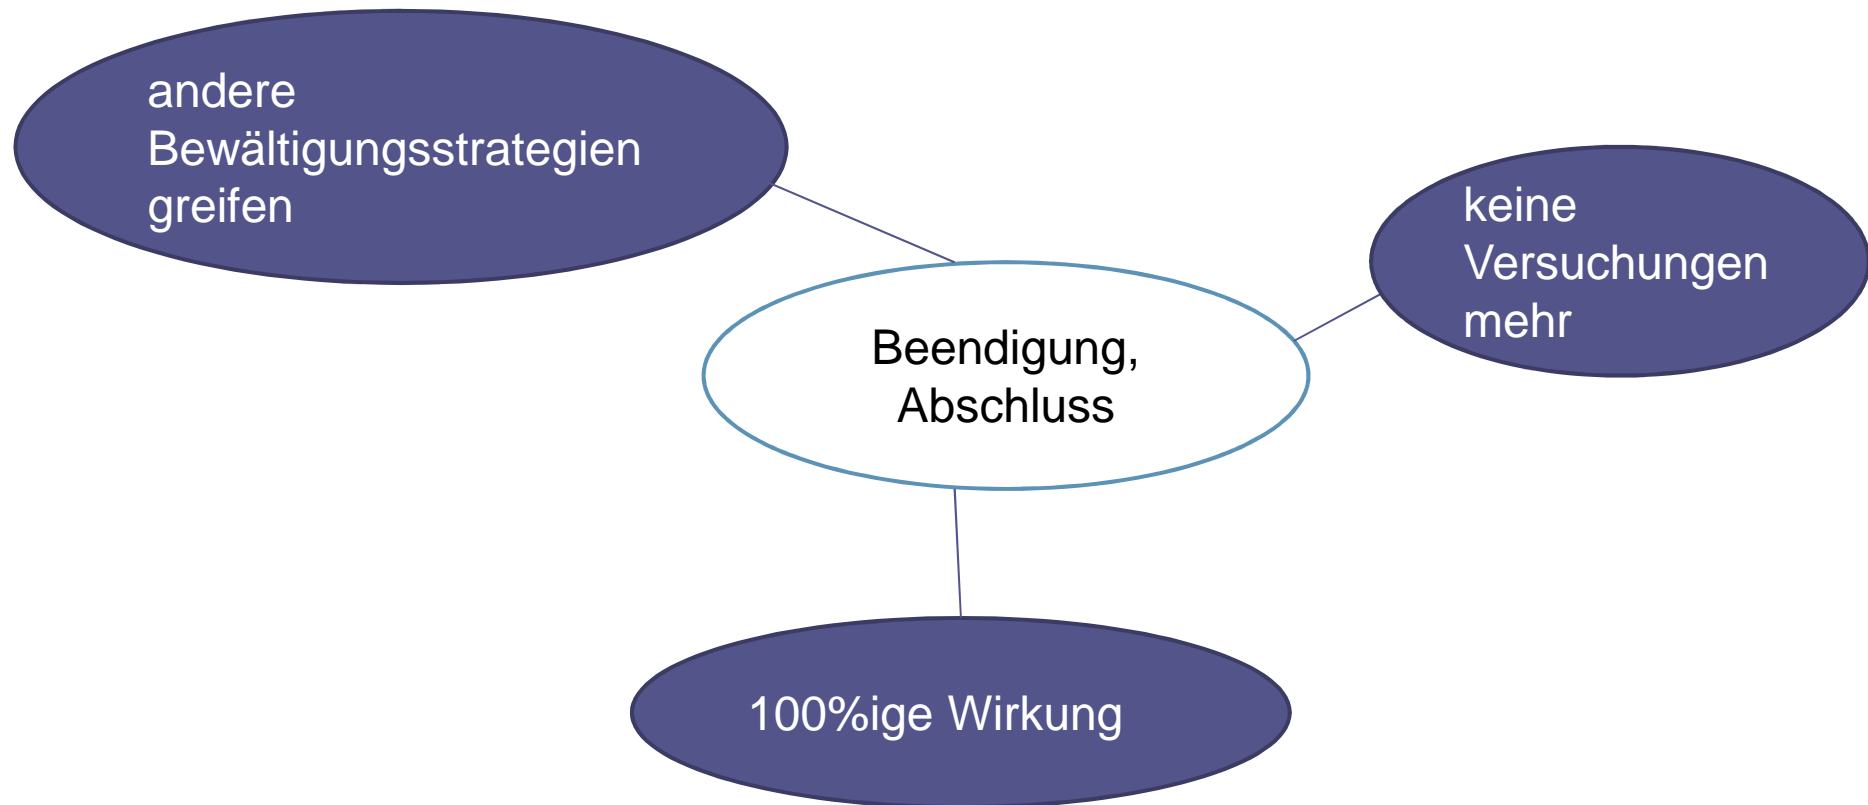 andere
Bewältigungsstrategien
greifen
keine
Versuchungen
mehr
Beendigung,
Abschluss
100%ige Wirkung